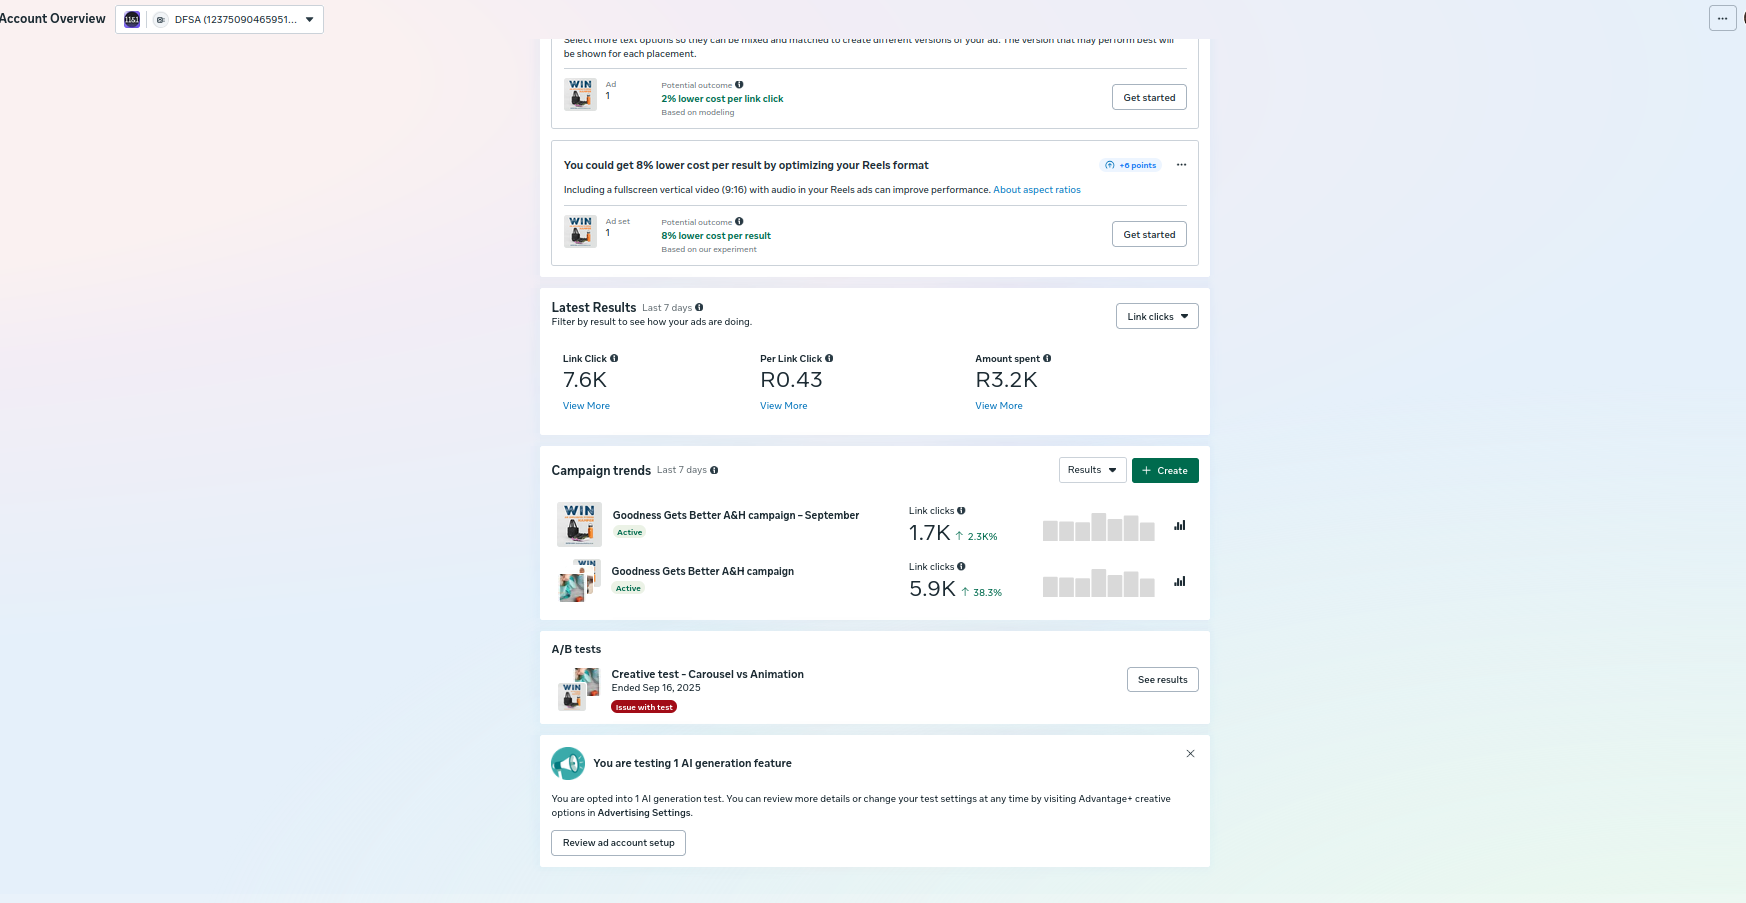 Account Overview
1151
DFSA (12375090465951...
Select more text options so they can be mixed and matched to create different versions of your ad. The version that may perform best will
be shown for each placement.
WIN
Ad
1
Potential outcome
2% lower cost per link click
Based on modeling
Get started
You could get 8% lower cost per result by optimizing your Reels format
+6 points
Including a fullscreen vertical video (9:16) with audio in your Reels ads can improve performance. About aspect ratios
WIN
Ad set
1
Potential outcome
8% lower cost per result
Based on our experiment
Get started
Latest Results Last 7 days
Filter by result to see how your ads are doing.
Link clicks
Link Click
7.6K
View More
Per Link Click
R0.43
View More
Amount spent
R3.2K
View More
Campaign trends Last 7 days
Results
+ Create
WIN
Goodness Gets Better A&H campaign – September
Active
Link clicks
1.7K ↑ 2.3K%
WIN
Goodness Gets Better A&H campaign
Active
Link clicks
5.9K ↑ 38.3%
A/B tests
WIN
Creative test - Carousel vs Animation
Ended Sep 16, 2025
Issue with test
See results
You are testing 1 AI generation feature
You are opted into 1 AI generation test. You can review more details or change your test settings at any time by visiting Advantage+ creative
options in Advertising Settings.
Review ad account setup